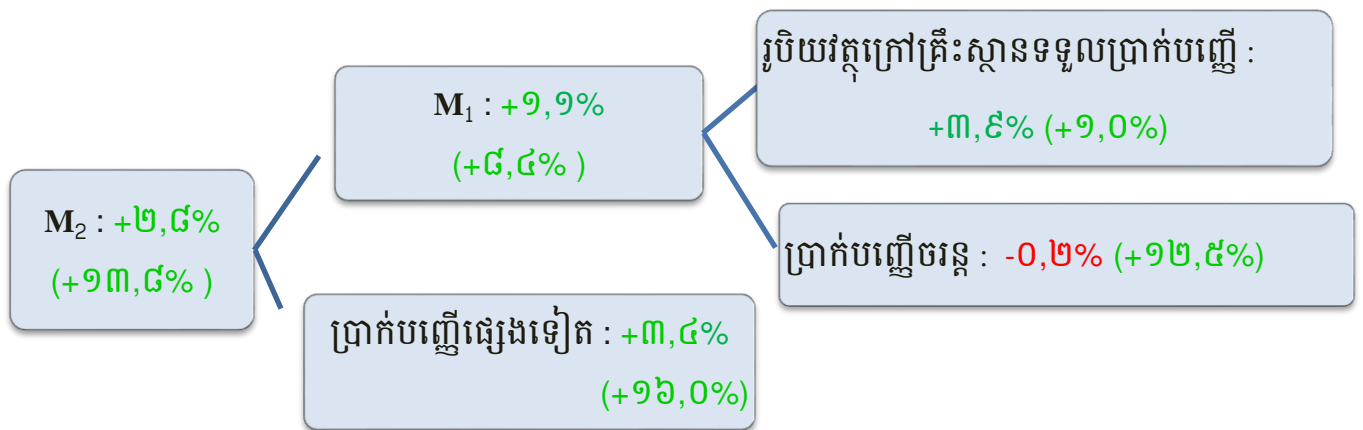 M₂ : +២,៨%
(+១៣,៨% )
M₁ : +១,១%
(+៨,៤% )
ប្រាក់បញ្ញើផ្សេងទៀត : +៣,៤%
(+១៦,០%)
រូបិយវត្ថុក្រៅគ្រឹះស្ថានទទួលប្រាក់បញ្ញើ :
+៣,៩% (+១,០%)
ប្រាក់បញ្ញើចរន្ត : -០,២% (+១២,៥%)